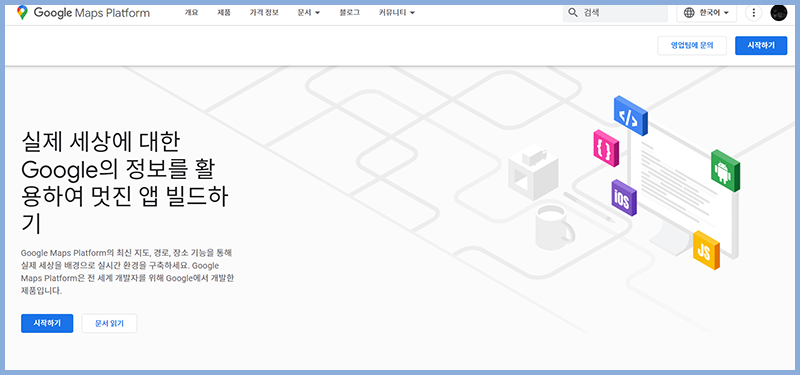 Google Maps Platform 개요 제품 가격 정보 문서 블로그 커뮤니티 검색 한국어
영업팀에 문의 시작하기
실제 세상에 대한
Google의 정보를 활
용하여 멋진 앱 빌드하
기
Google Maps Platform의 최신 지도, 경로, 장소 기능을 통해
실제 세상을 배경으로 실시간 환경을 구축하세요. Google
Maps Platform은 전 세계 개발자를 위해 Google에서 개발한
제품입니다.
시작하기 문서 읽기
</>
{ }
iOS
JS